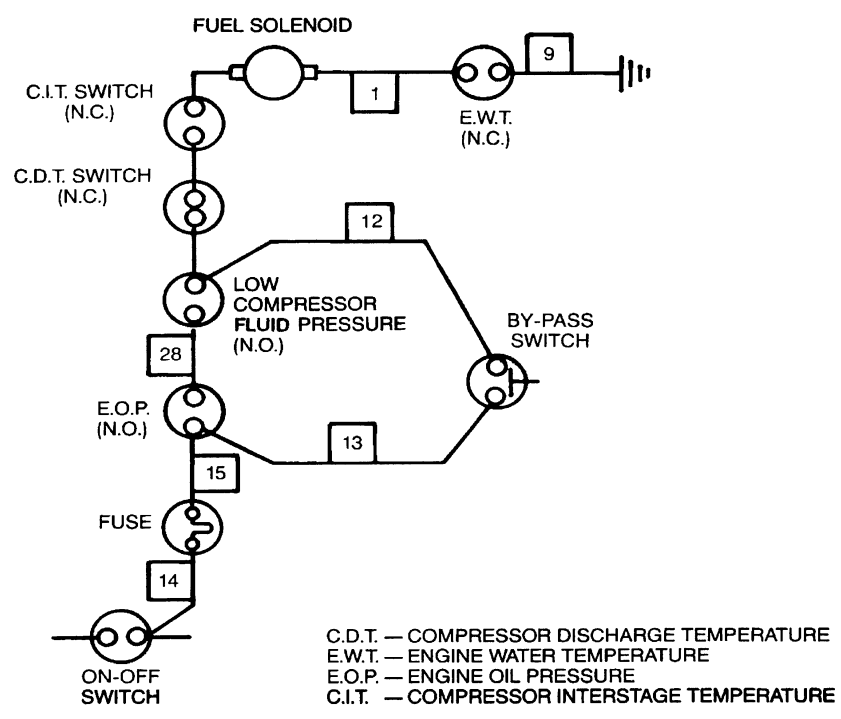 FUEL SOLENOID
9
C.I.T. SWITCH
(N.C.)
1
E.W.T.
(N.C.)
C.D.T. SWITCH
(N.C.)
12
LOW
COMPRESSOR
FLUID PRESSURE
(N.O.)
BY-PASS
SWITCH
28
E.O.P.
(N.O.)
13
15
FUSE
14
ON-OFF
SWITCH
C.D.T. — COMPRESSOR DISCHARGE TEMPERATURE
E.W.T. — ENGINE WATER TEMPERATURE
E.O.P. — ENGINE OIL PRESSURE
C.I.T. — COMPRESSOR INTERSTAGE TEMPERATURE